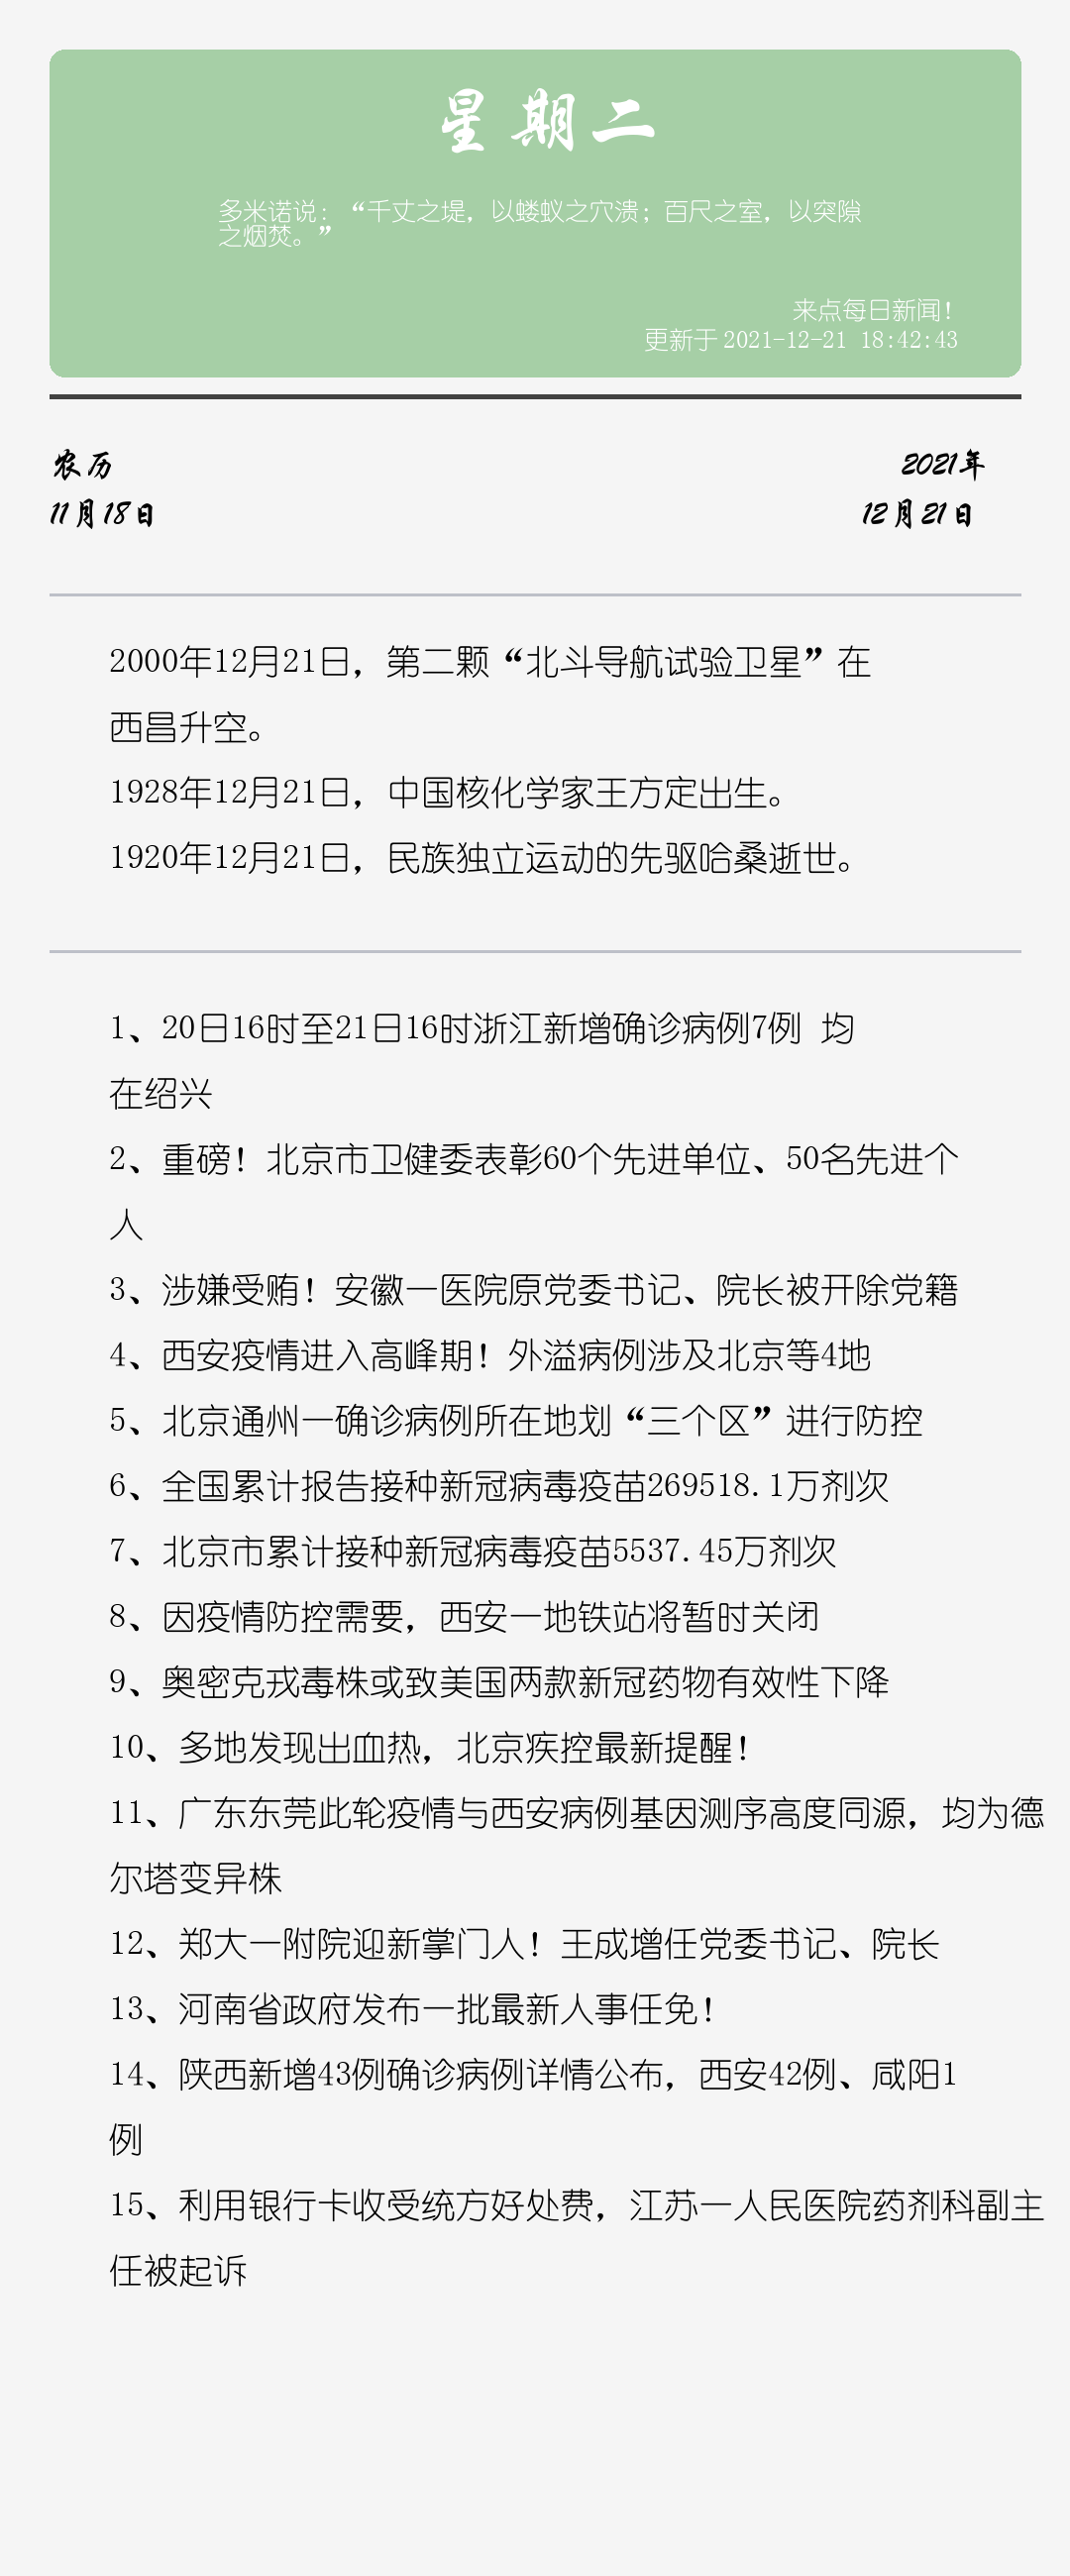 星期二
多米诺说：“千丈之堤，以蝼蚁之穴溃；百尺之室，以突隙
之烟焚。”
来点每日新闻！
更新于 2021-12-21 18:42:43
农历
2021年
11月18日
12月21日
2000年12月21日，第二颗“北斗导航试验卫星”在
西昌升空。
1928年12月21日，中国核化学家王方定出生。
1920年12月21日，民族独立运动的先驱哈桑逝世。
1、20日16时至21日16时浙江新增确诊病例7例 均
在绍兴
2、重磅！北京市卫健委表彰60个先进单位、50名先进个
人
3、涉嫌受贿！安徽一医院原党委书记、院长被开除党籍
4、西安疫情进入高峰期！外溢病例涉及北京等4地
5、北京通州一确诊病例所在地划“三个区”进行防控
6、全国累计报告接种新冠病毒疫苗269518.1万剂次
7、北京市累计接种新冠病毒疫苗5537.45万剂次
8、因疫情防控需要，西安一地铁站将暂时关闭
9、奥密克戎毒株或致美国两款新冠药物有效性下降
10、多地发现出血热，北京疾控最新提醒！
11、广东东莞此轮疫情与西安病例基因测序高度同源，均为德
尔塔变异株
12、郑大一附院迎新掌门人！王成增任党委书记、院长
13、河南省政府发布一批最新人事任免！
14、陕西新增43例确诊病例详情公布，西安42例、咸阳1
例
15、利用银行卡收受统方好处费，江苏一人民医院药剂科副主
任被起诉